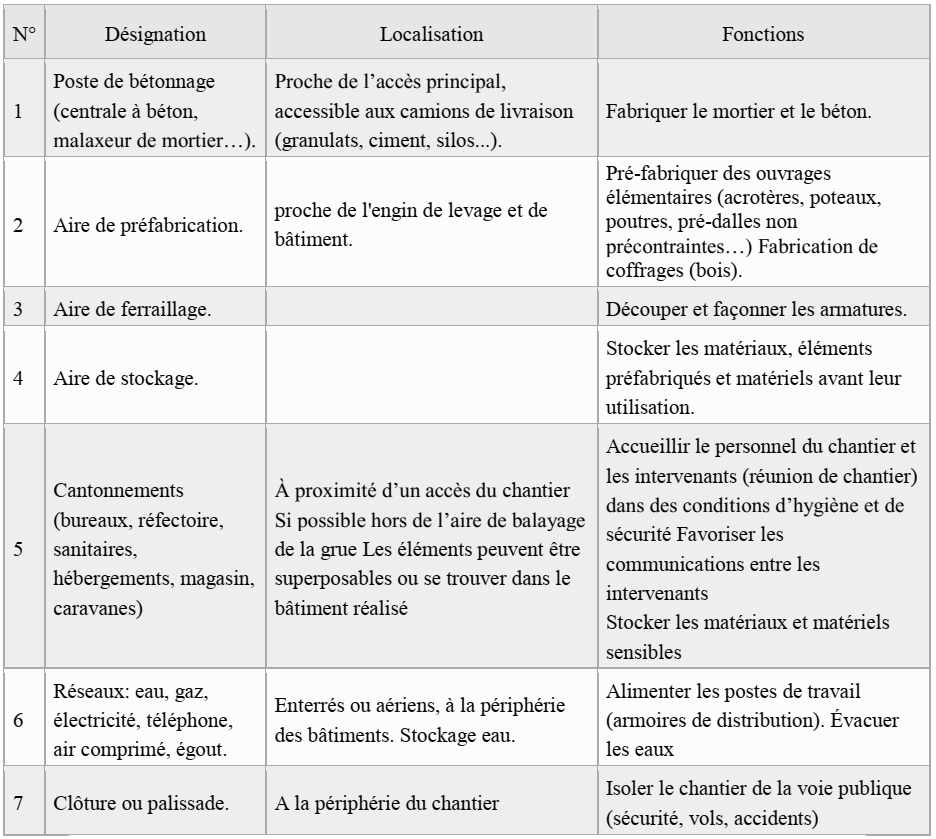 N°
Désignation
Localisation
Fonctions
1
Poste de bétonnage
(centrale à béton,
malaxeur de mortier…).
Proche de l’accès principal,
accessible aux camions de livraison
(granulats, ciment, silos...).
Fabriquer le mortier et le béton.
2
Aire de préfabrication.
proche de l'engin de levage et de
bâtiment.
Pré-fabriquer des ouvrages
élémentaires (acrotères, poteaux,
poutres, pré-dalles non
précontraintes…) Fabrication de
coffrages (bois).
3
Aire de ferraillage.
Découper et façonner les armatures.
4
Aire de stockage.
Stocker les matériaux, éléments
préfabriqués et matériels avant leur
utilisation.
5
Cantonnements
(bureaux, réfectoire,
sanitaires,
hébergements, magasin,
caravanes)
À proximité d’un accès du chantier
Si possible hors de l’aire de balayage
de la grue Les éléments peuvent être
superposables ou se trouver dans le
bâtiment réalisé
Accueillir le personnel du chantier et
les intervenants (réunion de chantier)
dans des conditions d’hygiène et de
sécurité Favoriser les
communications entre les
intervenants
Stocker les matériaux et matériels
sensibles
6
Réseaux: eau, gaz,
électricité, téléphone,
air comprimé, égout.
Enterrés ou aériens, à la périphérie
des bâtiments. Stockage eau.
Alimenter les postes de travail
(armoires de distribution). Évacuer
les eaux
7
Clôture ou palissade.
A la périphérie du chantier
Isoler le chantier de la voie publique
(sécurité, vols, accidents)